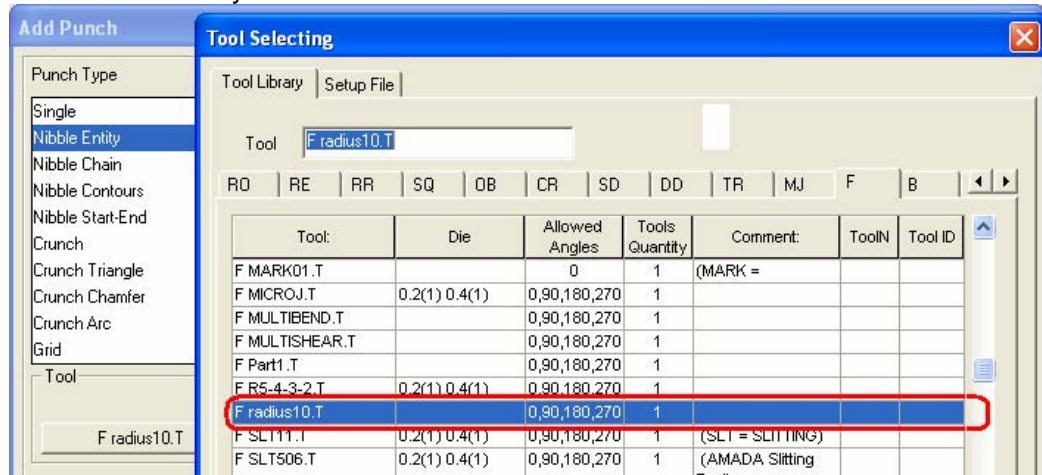 Add Punch
Punch Type
Single
Nibble Entity
Nibble Chain
Nibble Contours
Nibble Start-End
Crunch
Crunch Triangle
Crunch Chamfer
Crunch Arc
Grid
Tool
F radius10.T
Tool Selecting
Tool Library Setup File
Tool F radius10.T
RO RE RR SQ OB CR SD DD TR MJ F B
Tool: Die Allowed Angles Tools Quantity Comment: ToolN Tool ID
F MARK01.T 0 1 (MARK =
F MICROJ.T 0.2(1) 0.4(1) 0,90,180,270 1
F MULTIBEND.T 0,90,180,270 1
F MULTISHEAR.T 0,90,180,270 1
F Part1.T 0,90,180,270 1
F R5-4-3-2.T 0.2(1) 0.4(1) 0,90,180,270 1
F radius10.T 0,90,180,270 1
F SLT11.T 0.2(1) 0.4(1) 0,90,180,270 1 (SLT = SLITTING)
F SLT506.T 0.2(1) 0.4(1) 0,90,180,270 1 (AMADA Slitting